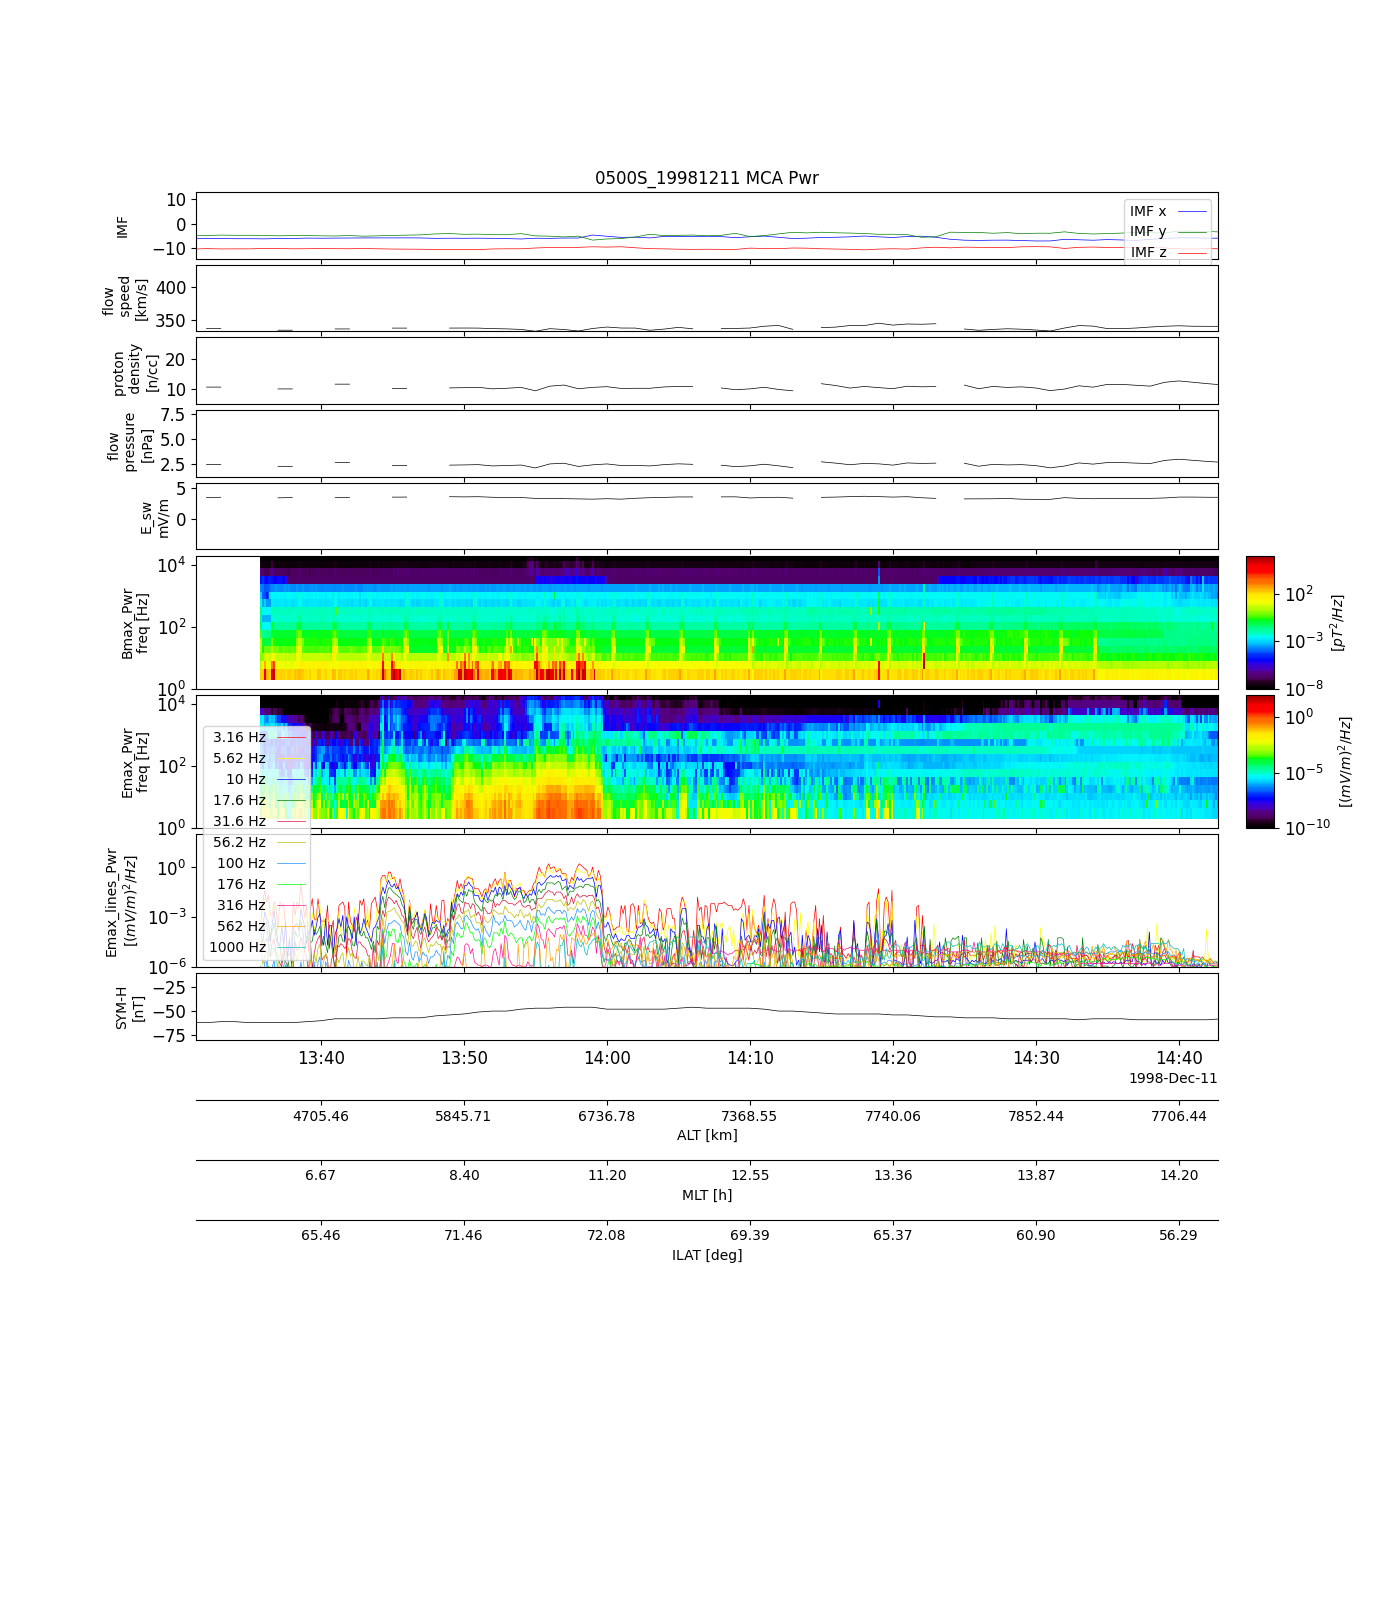 0500S_19981211 MCA Pwr
10
0
−10
IMF
IMF x
IMF y
IMF z
400
350
flow
speed
[km/s]
20
10
proton
density
[n/cc]
7.5
5.0
2.5
flow
pressure
[nPa]
5
0
E_sw
mV/m
10^4
10^2
10^0
Bmax_Pwr
freq [Hz]
10^2
10^−3
10^−8
[pT^2/Hz]
10^4
10^2
10^0
Emax_Pwr
freq [Hz]
10^0
10^−5
10^−10
[(mV/m)^2/Hz]
3.16 Hz
5.62 Hz
10 Hz
17.6 Hz
31.6 Hz
56.2 Hz
100 Hz
176 Hz
316 Hz
562 Hz
1000 Hz
10^0
10^−3
10^−6
Emax_lines_Pwr
[(mV/m)^2/Hz]
−25
−50
−75
SYM-H
[nT]
13:40 13:50 14:00 14:10 14:20 14:30 14:40
1998-Dec-11
4705.46 5845.71 6736.78 7368.55 7740.06 7852.44 7706.44
ALT [km]
6.67 8.40 11.20 12.55 13.36 13.87 14.20
MLT [h]
65.46 71.46 72.08 69.39 65.37 60.90 56.29
ILAT [deg]